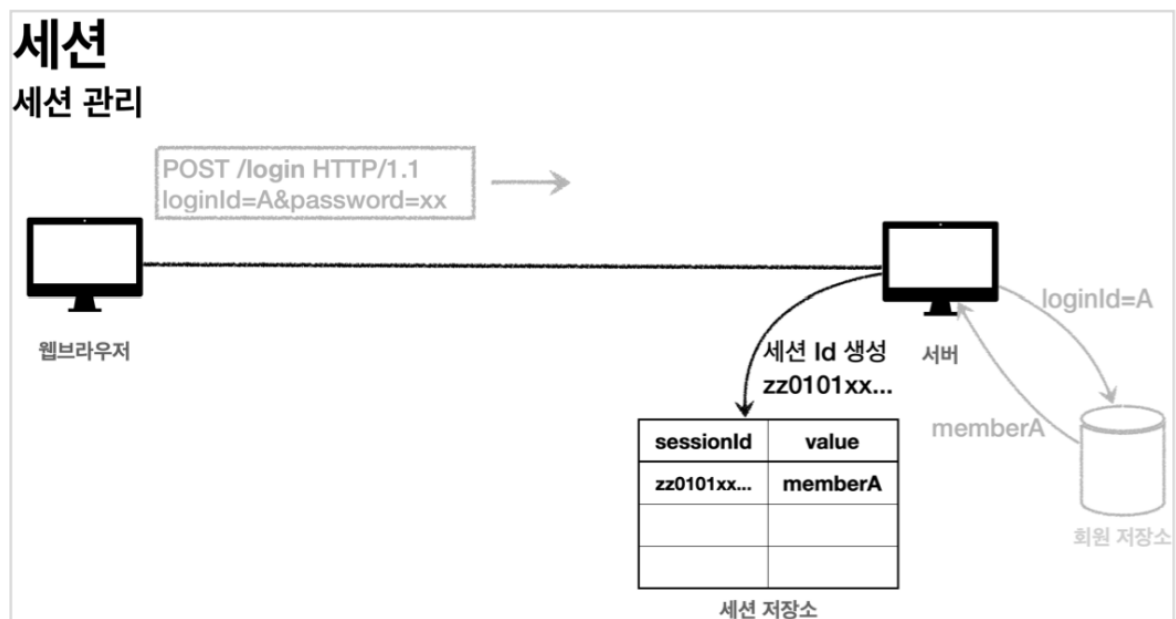 세션
세션 관리
POST /login HTTP/1.1
loginId=A&password=xx
웹브라우저
서버
loginId=A
memberA
회원 저장소
세션 Id 생성
zz0101xx...
sessionId value
zz0101xx... memberA
세션 저장소